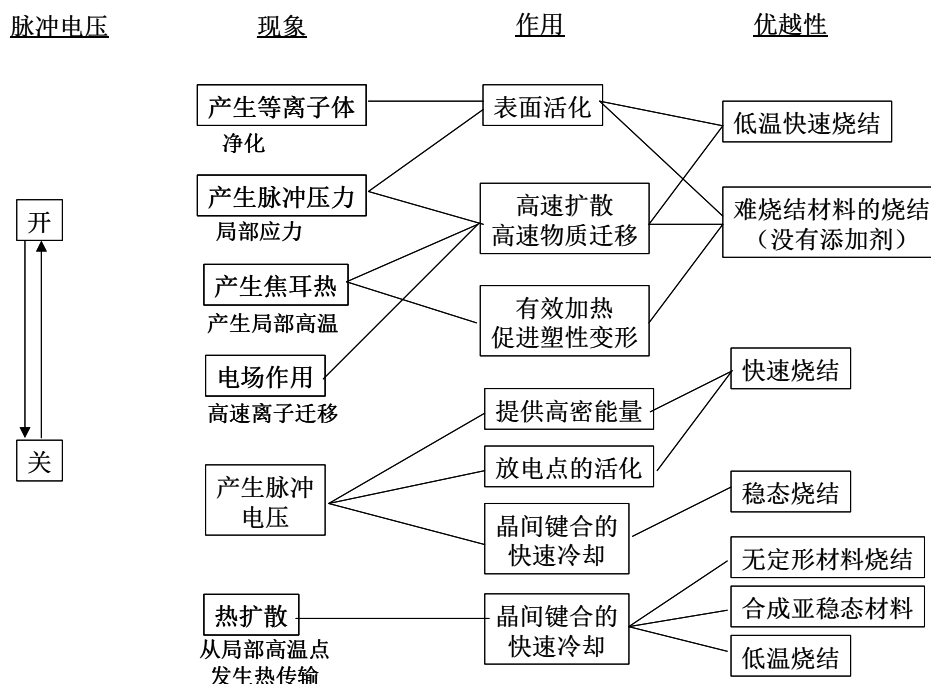 脉冲电压
现象
作用
优越性
产生等离子体
净化
产生脉冲压力
局部应力
产生焦耳热
产生局部高温
电场作用
高速离子迁移
产生脉冲
电压
热扩散
从局部高温点
发生热传输
开
关
表面活化
高速扩散
高速物质迁移
有效加热
促进塑性变形
提供高密能量
放电点的活化
晶间键合的
快速冷却
晶间键合的
快速冷却
低温快速烧结
难烧结材料的烧结
（没有添加剂）
快速烧结
稳态烧结
无定形材料烧结
合成亚稳态材料
低温烧结